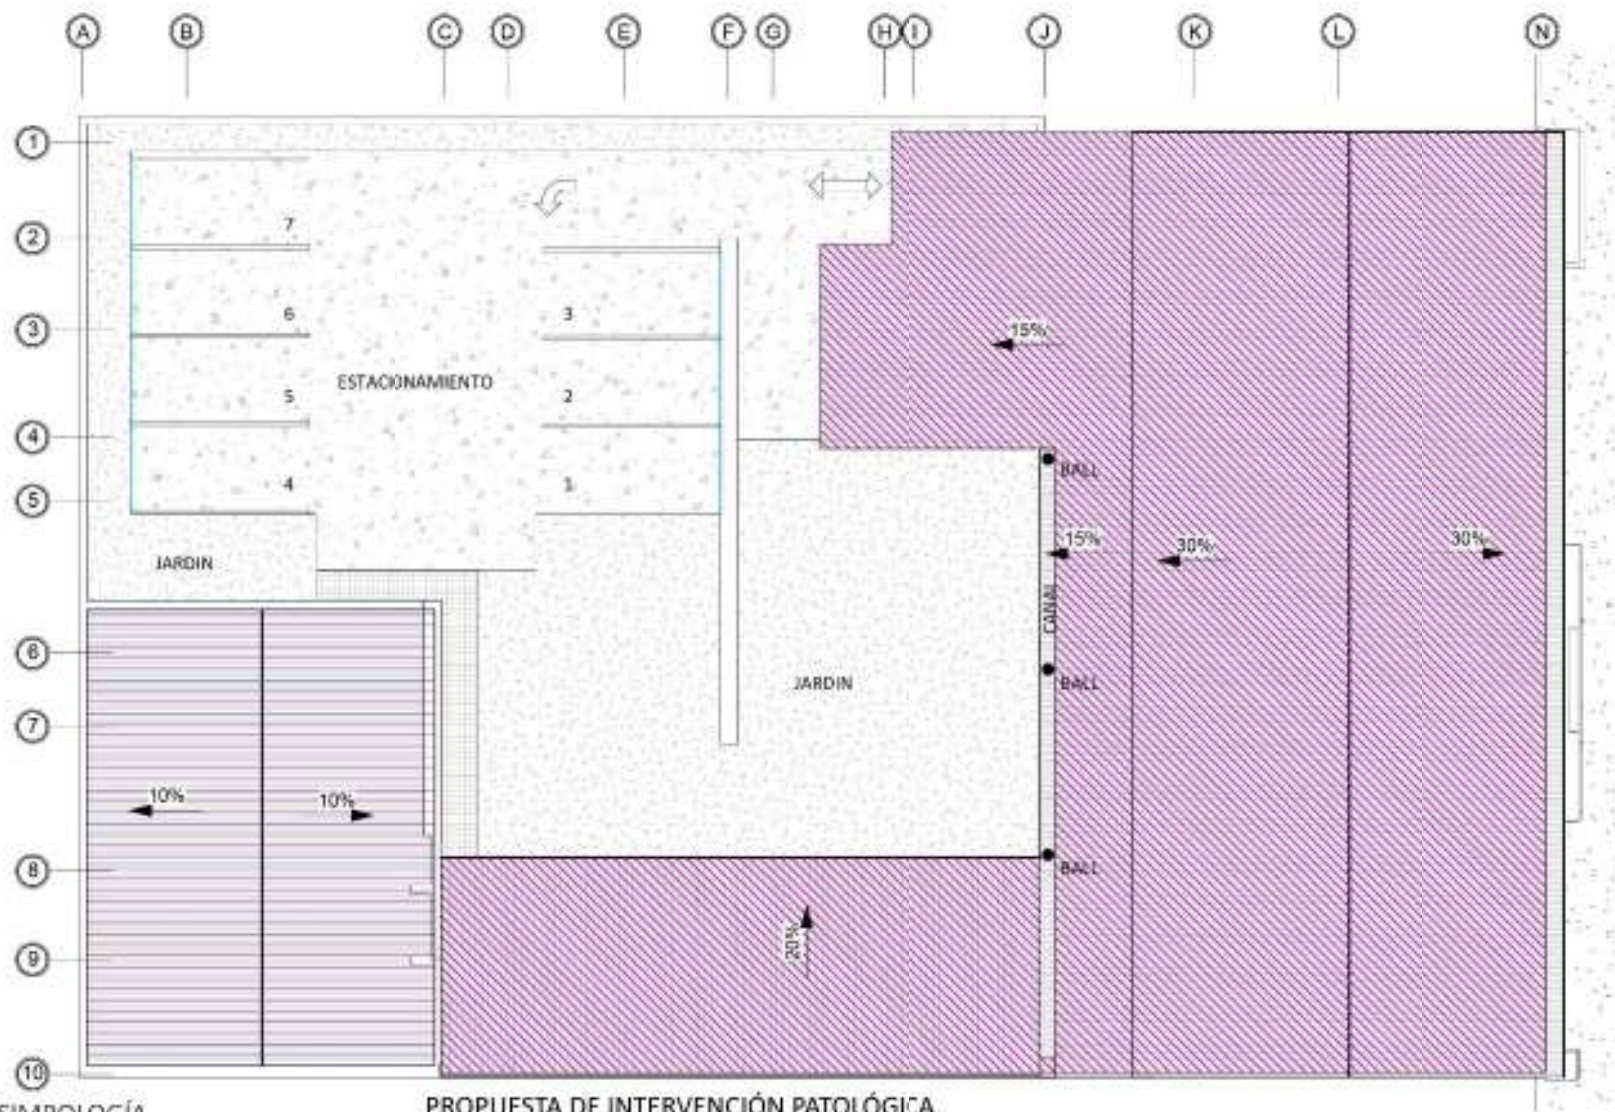 A B C D E F G H I J K L N
1
2
7
3
6 3
15%
ESTACIONAMIENTO
5 2
4
BALL
4 1
5
15% 30% 30%
JARDIN
CANAL
6
JARDIN BALL
7
10% 10%
8 BALL
20%
9
10
SIMBOLOGÍA
PROPUESTA DE INTERVENCIÓN PATOLÓGICA